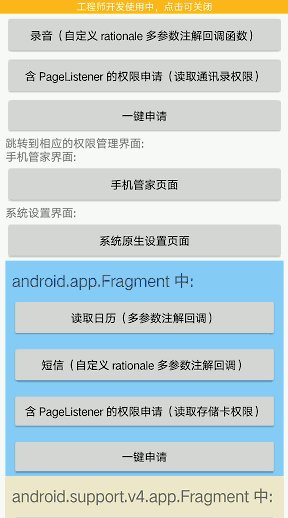 工程师开发使用中，点击可关闭
录音（自定义 rationale 多参数注解回调函数）
含 PageListener 的权限申请（读取通讯录权限）
一键申请
跳转到相应的权限管理界面:
手机管家界面:
手机管家页面
系统设置界面:
系统原生设置页面
android.app.Fragment 中:
读取日历（多参数注解回调）
短信（自定义 rationale 多参数注解回调）
含 PageListener 的权限申请（读取存储卡权限）
一键申请
android.support.v4.app.Fragment 中: